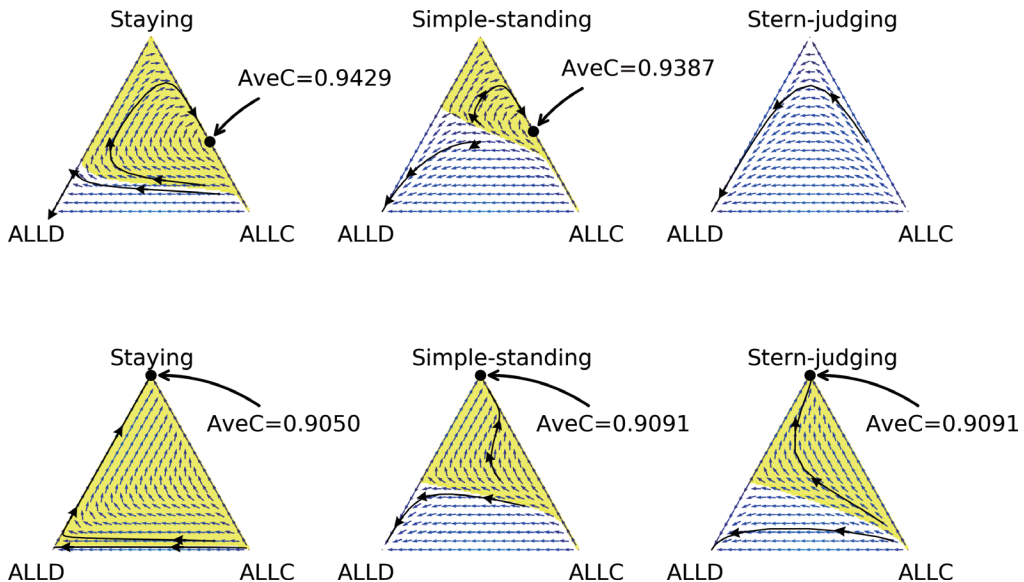 Staying
Simple-standing
Stern-judging
AveC=0.9429
AveC=0.9387
ALLD
ALLC
ALLD
ALLC
ALLD
ALLC
Staying
Simple-standing
Stern-judging
AveC=0.9050
AveC=0.9091
AveC=0.9091
ALLD
ALLC
ALLD
ALLC
ALLD
ALLC